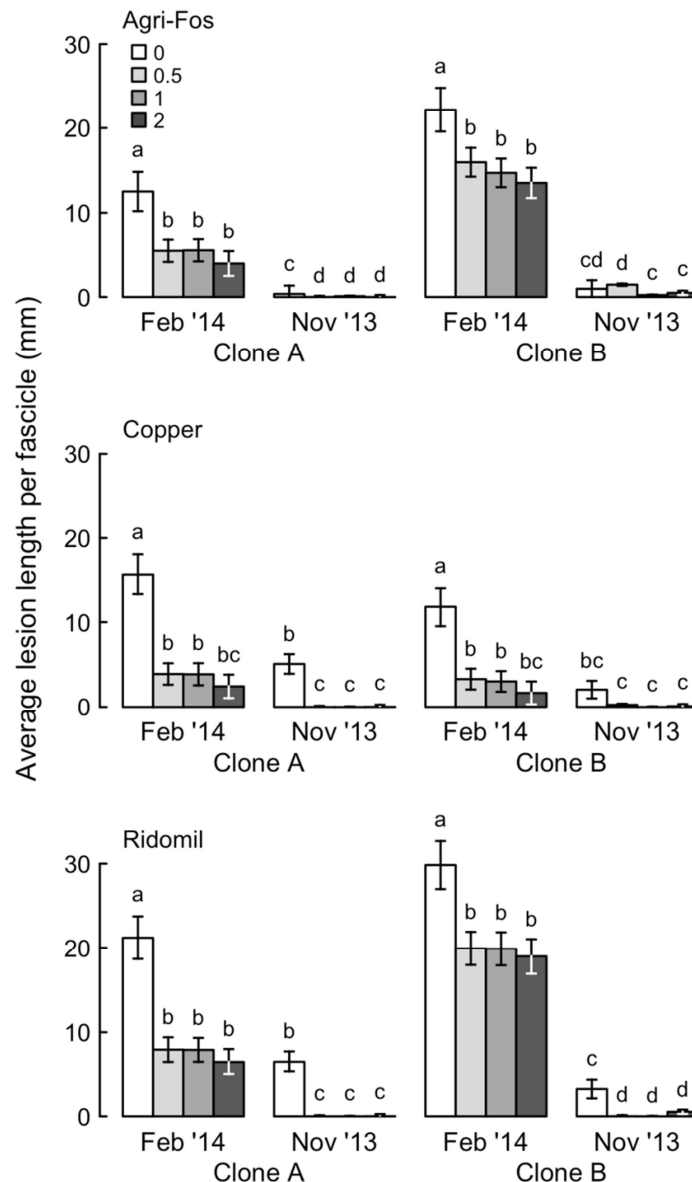 Average lesion length per fascicle (mm)
Agri-Fos
0
0.5
1
2
30
20
10
0
a b b b c d d d a b b b cd d c c
Feb '14 Nov '13 Feb '14 Nov '13
Clone A Clone B
Copper
30
20
10
0
a b b bc b c c c a b b bc bc c c c
Feb '14 Nov '13 Feb '14 Nov '13
Clone A Clone B
Ridomil
30
20
10
0
a b b b b c c c a b b b c d d d
Feb '14 Nov '13 Feb '14 Nov '13
Clone A Clone B